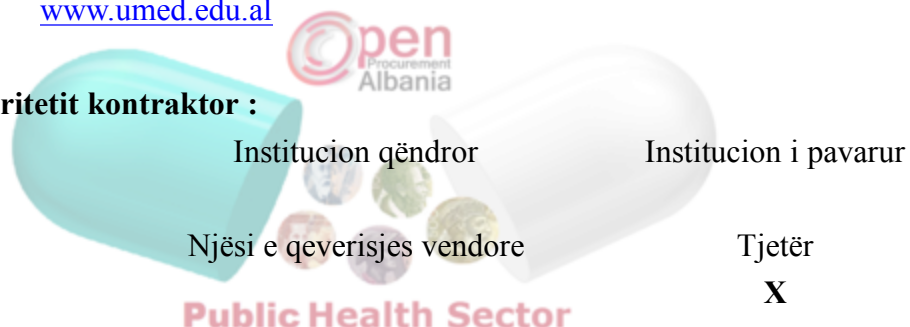 www.umed.edu.al
Open
Procurement
Albania
ritetit kontraktor :
Institucion qëndror Institucion i pavarur
Njësi e qeverisjes vendore Tjetër
X
Public Health Sector